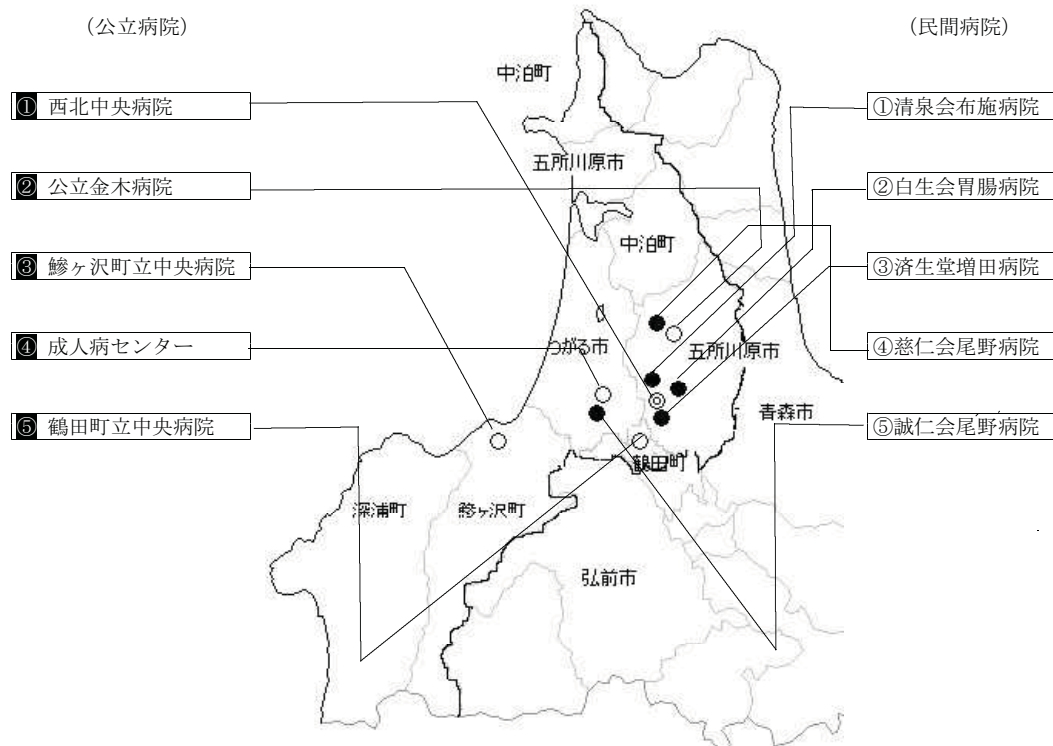 (公立病院)
(民間病院)
❶ 西北中央病院
❷ 公立金木病院
❸ 鰺ヶ沢町立中央病院
❹ 成人病センター
❺ 鶴田町立中央病院
①清泉会布施病院
②白生会胃腸病院
③済生堂増田病院
④慈仁会尾野病院
⑤誠仁会尾野病院
中泊町
五所川原市
中泊町
つがる市
五所川原市
青森市
鶴田町
深浦町
鰺ヶ沢町
弘前市